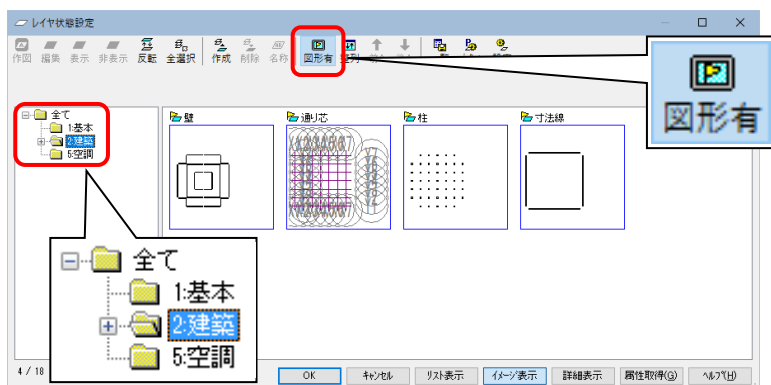 レイヤ状態設定
作図 編集 表示 非表示 反転 全選択 作成 削除 名称 図形有
図形有
全て
1:基本
2:建築
5:空調
壁 通り芯 柱 寸法線
全て
1:基本
2:建築
5:空調
4 / 18
OK キャンセル リスト表示 イメージ表示 詳細表示 属性取得(G) ヘルプ(H)